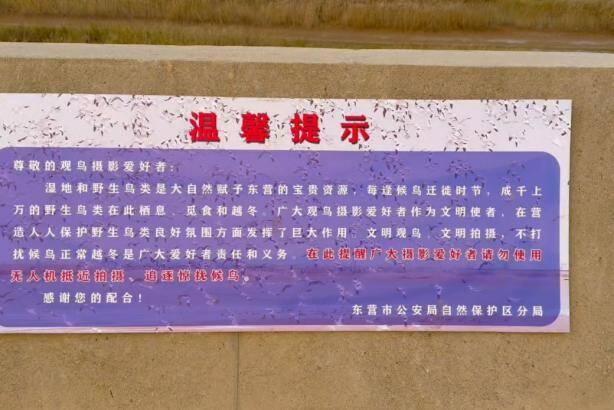 温馨提示
尊敬的观鸟摄影爱好者：
湿地和野生鸟类是大自然赋予东营的宝贵资源，每逢候鸟迁徙时节，成千上
万的野生鸟类在此栖息、觅食和越冬。广大观鸟摄影爱好者作为文明使者，在营
造人人保护野生鸟类良好氛围方面发挥了巨大作用。文明观鸟、文明拍摄，不打
扰候鸟正常越冬是广大爱好者责任和义务。在此提醒广大摄影爱好者请勿使用
无人机抵近拍摄、追逐惊扰候鸟。
感谢您的配合！
东营市公安局自然保护区分局